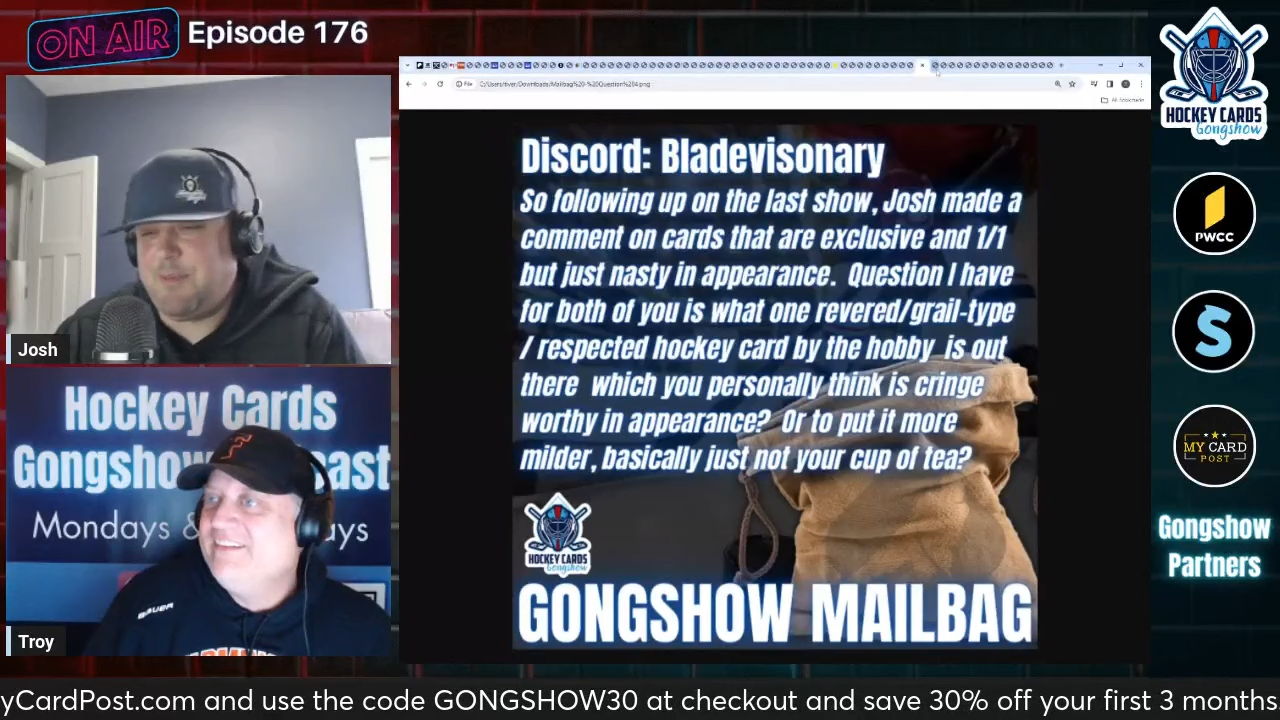 ON AIR
Episode 176
HOCKEY CARDS
Gongshow
File
Discord: Bladevisonary
So following up on the last show, Josh made a
comment on cards that are exclusive and 1/1
but just nasty in appearance. Question I have
for both of you is what one revered/grail-type
/ respected hockey card by the hobby is out
there which you personally think is cringe
worthy in appearance? Or to put it more
milder, basically just not your cup of tea?
HOCKEY CARDS
Gongshow
GONGSHOW MAILBAG
Josh
Hockey Cards
Gongshow
ast
Mondays &
ays
BAUER
Troy
PWCC
S
MY CARD
POST
Gongshow
Partners
yCardPost.com and use the code GONGSHOW30 at checkout and save 30% off your first 3 months.